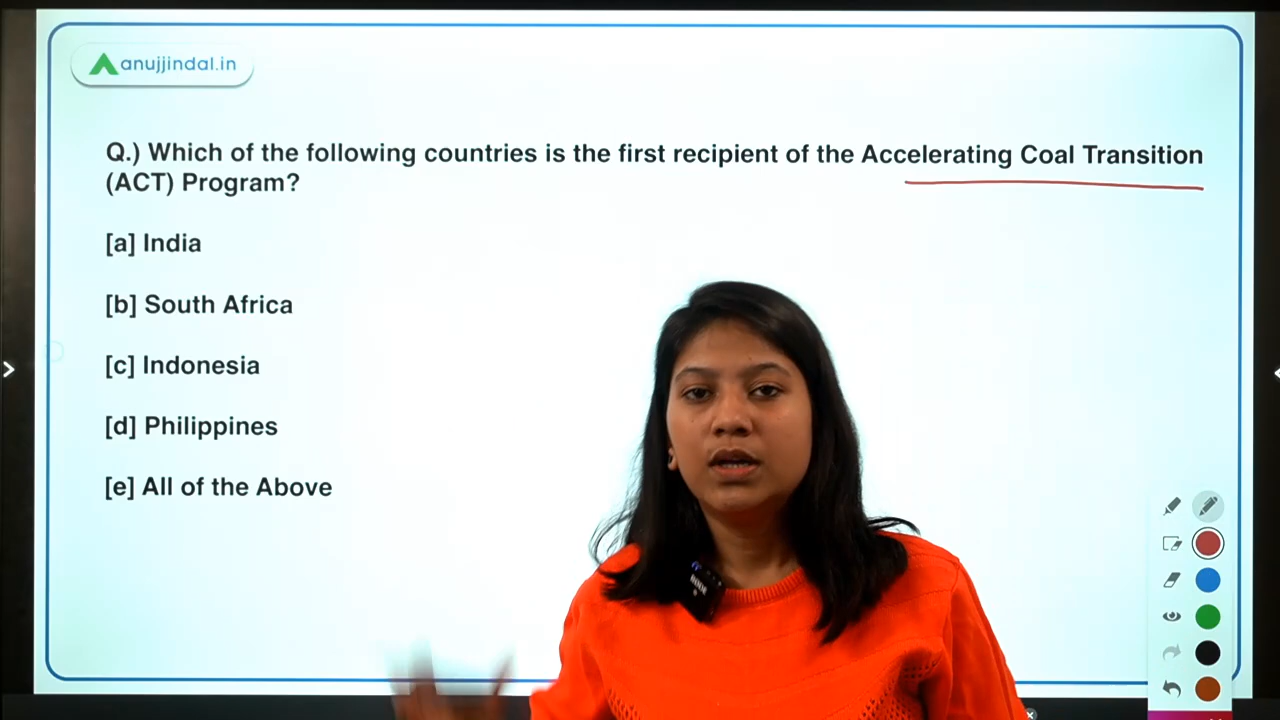 anujjindal.in
Q.) Which of the following countries is the first recipient of the Accelerating Coal Transition
(ACT) Program?
[a] India
[b] South Africa
[c] Indonesia
[d] Philippines
[e] All of the Above